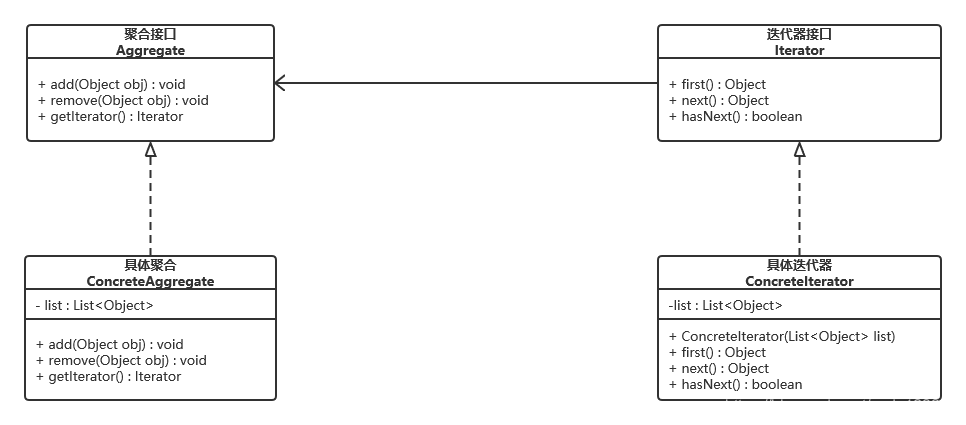 聚合接口
Aggregate
+ add(Object obj) : void
+ remove(Object obj) : void
+ getIterator() : Iterator
迭代器接口
Iterator
+ first() : Object
+ next() : Object
+ hasNext() : boolean
具体聚合
ConcreteAggregate
- list : List<Object>
+ add(Object obj) : void
+ remove(Object obj) : void
+ getIterator() : Iterator
具体迭代器
ConcreteIterator
-list : List<Object>
+ ConcreteIterator(List<Object> list)
+ first() : Object
+ next() : Object
+ hasNext() : boolean